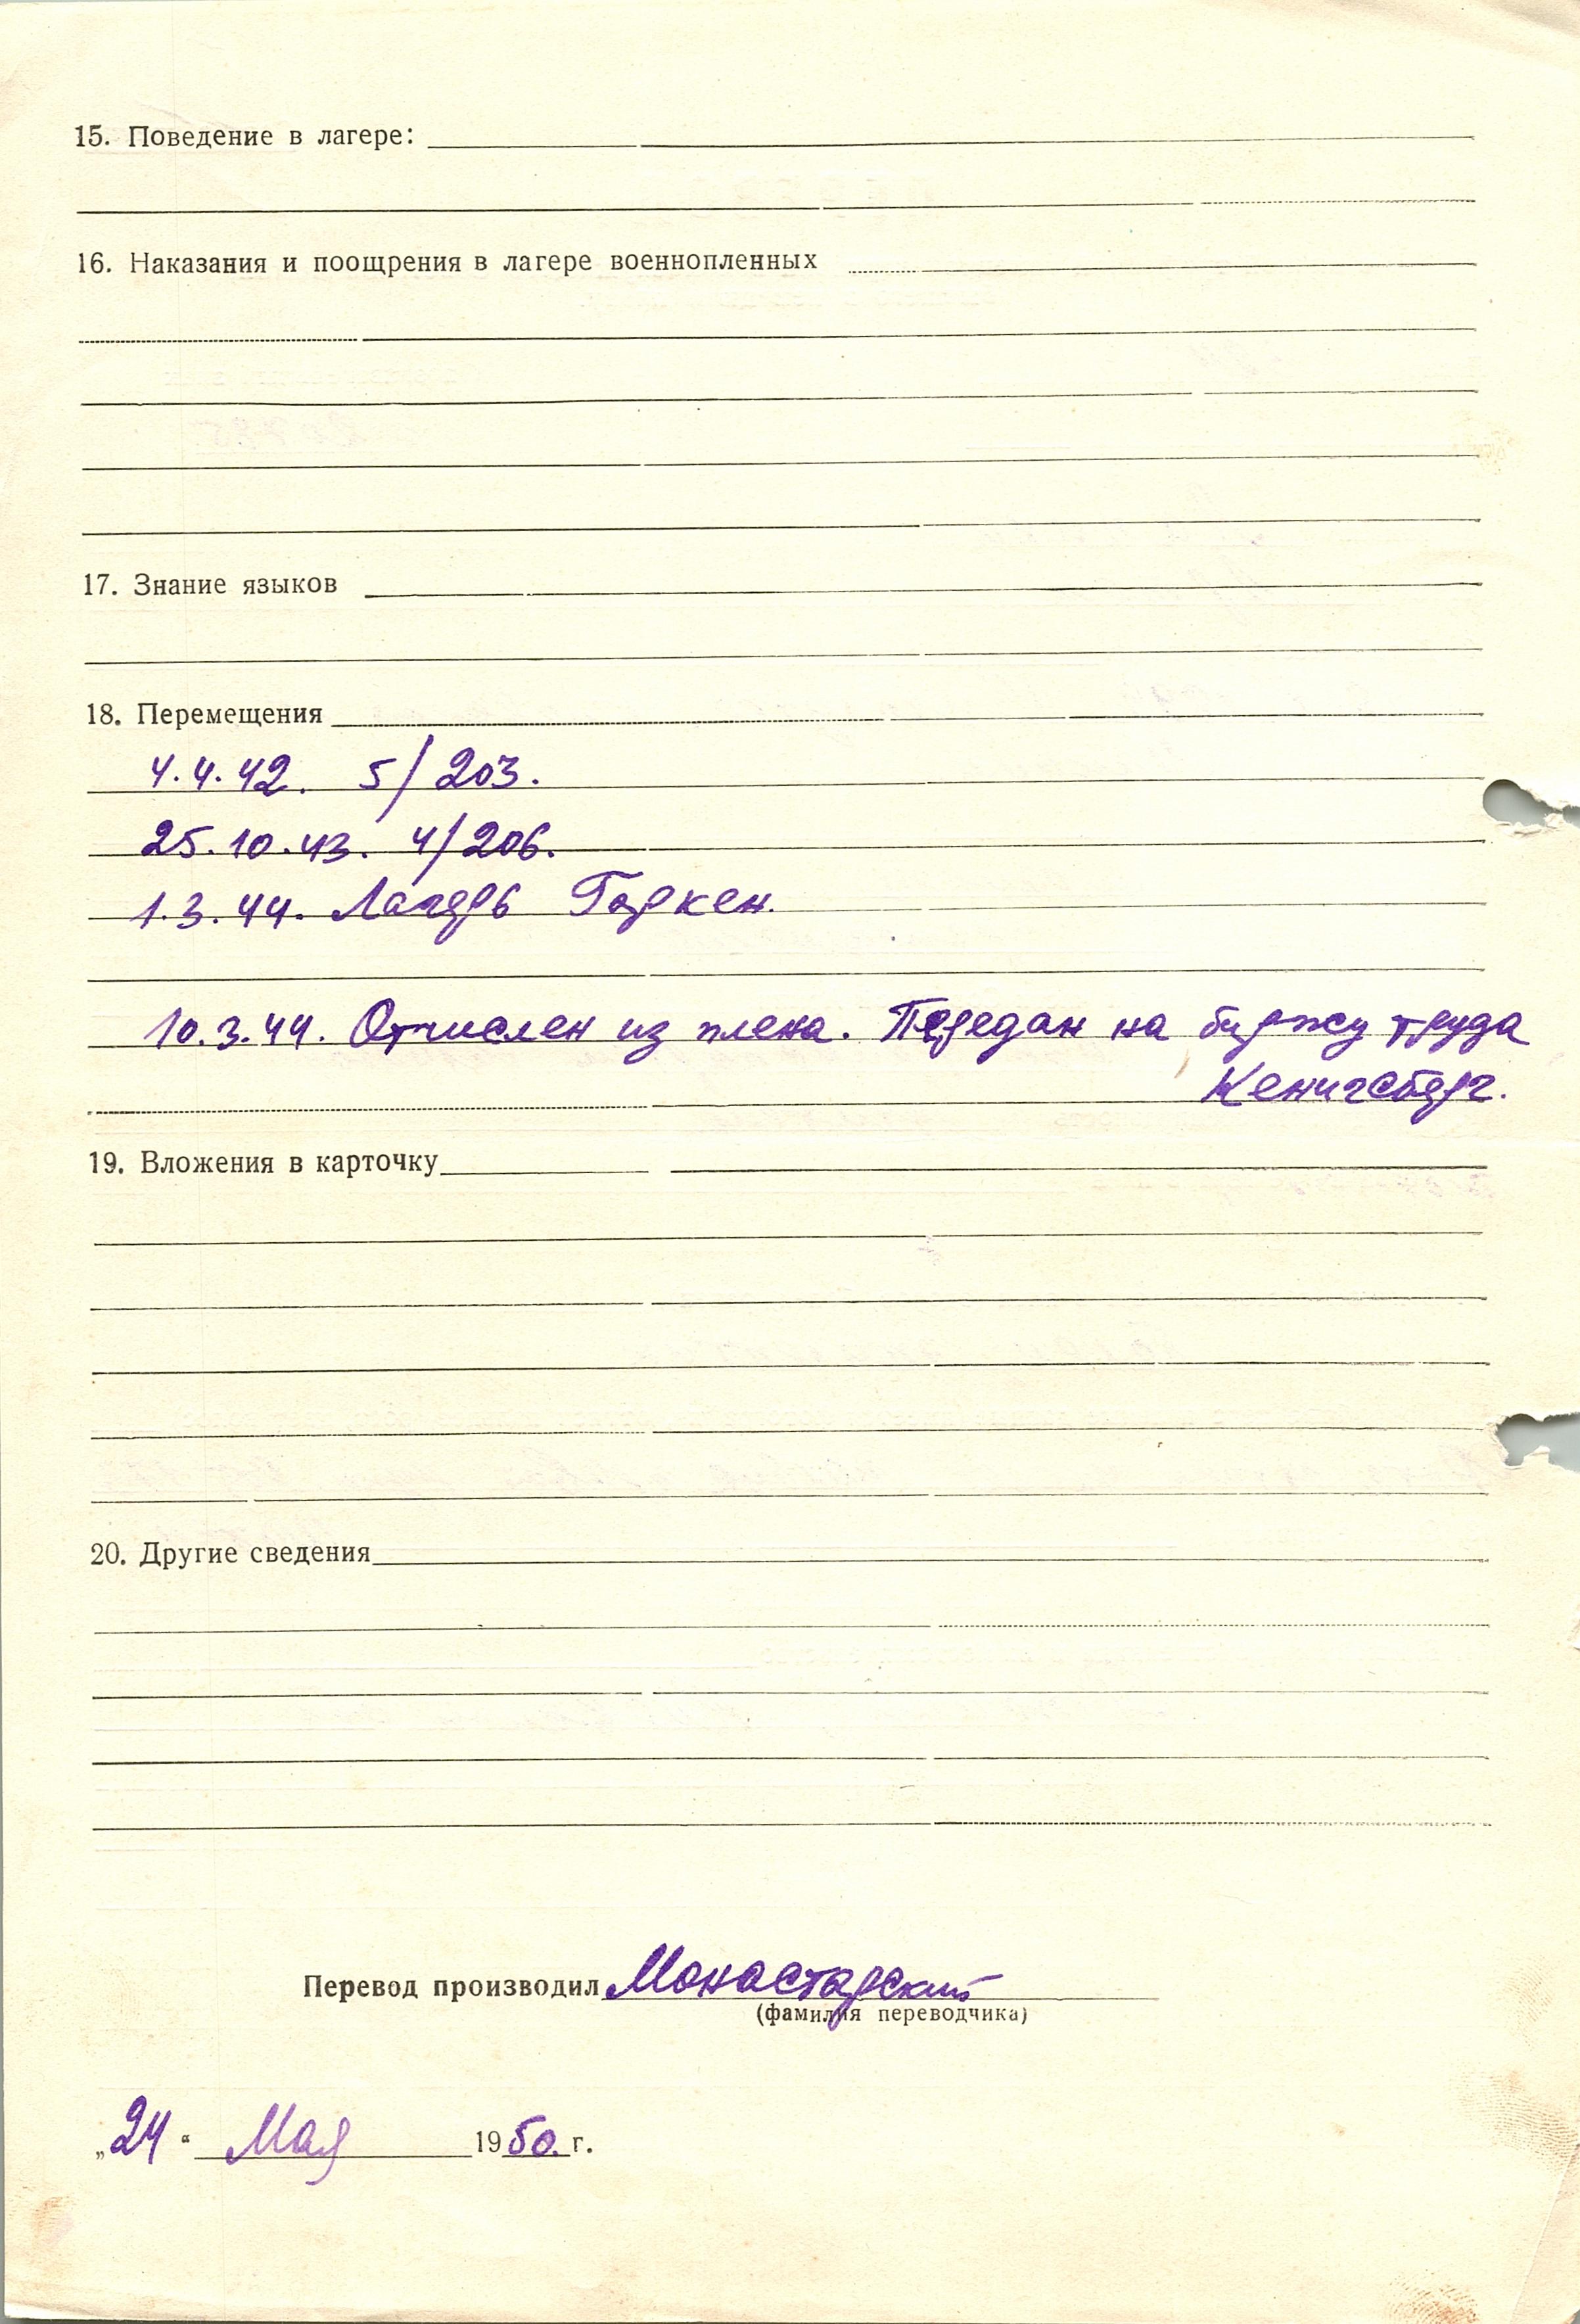 15. Поведение в лагере:
16. Наказания и поощрения в лагере военнопленных
17. Знание языков
18. Перемещения
4.4.42. 5/203.
25.10.43. 4/206.
1.3.44. Лагерь Горкен.
10.3.44. Отчислен из плена. Передан на биржу труда
Кенигсберг.
19. Вложения в карточку
20. Другие сведения
Перевод производил Монастарский
(фамилия переводчика)
„24“ Мая 1950. г.